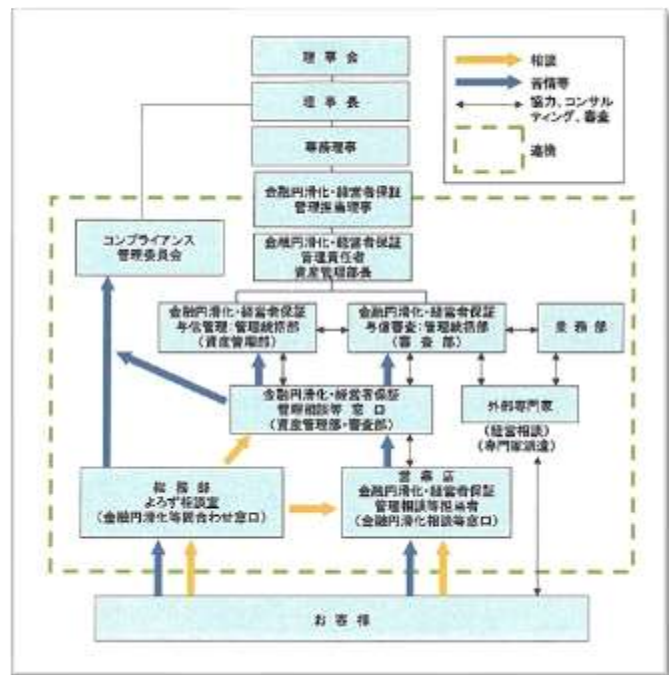 理事会
理事長
専務理事
金融円滑化・経営者保証
管理担当理事
金融円滑化・経営者保証
管理責任者
資産管理部長
コンプライアンス
管理委員会
金融円滑化・経営者保証
与信管理:管理統括部
(資産管理部)
金融円滑化・経営者保証
与信審査:管理統括部
(審査部)
業務部
金融円滑化・経営者保証
管理相談等窓口
(資産管理部・審査部)
外部専門家
(経営相談)
(専門家派遣)
総務部
よろず相談室
(金融円滑化等問合わせ窓口)
営業店
金融円滑化・経営者保証
管理相談等担当者
(金融円滑化相談等窓口)
お客様
相談
苦情等
協力、コンサル
ティング、審査
連携